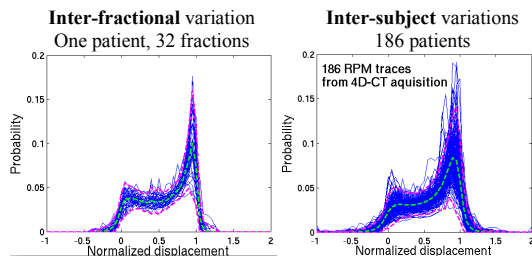 Inter-fractional variation
One patient, 32 fractions
0.2
0.15
0.1
0.05
0
Probability
-1 -0.5 0 0.5 1 1.5 2
Normalized displacement
Inter-subject variations
186 patients
186 RPM traces
from 4D-CT aquisition
0.2
0.15
0.1
0.05
0
Probability
-1 -0.5 0 0.5 1 1.5 2
Normalized displacement